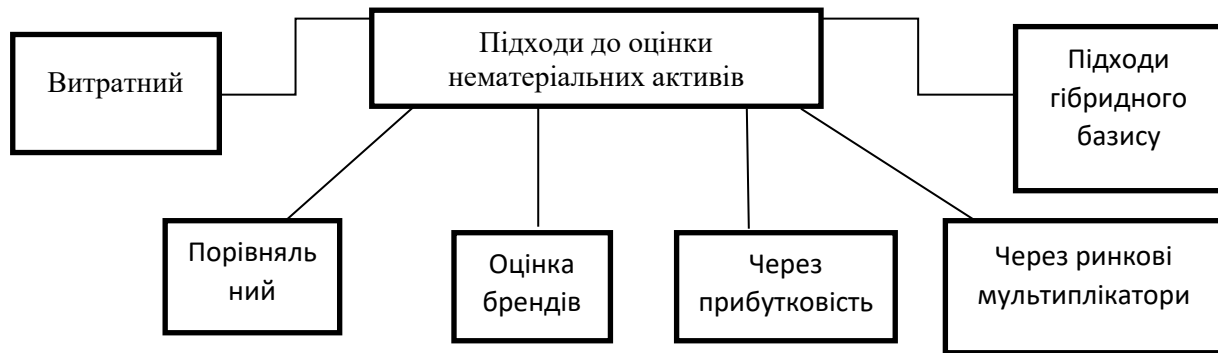 Підходи до оцінки
нематеріальних активів
Витратний
Підходи
гібридного
базису
Порівняль
ний
Оцінка
брендів
Через
прибутковість
Через ринкові
мультиплікатори